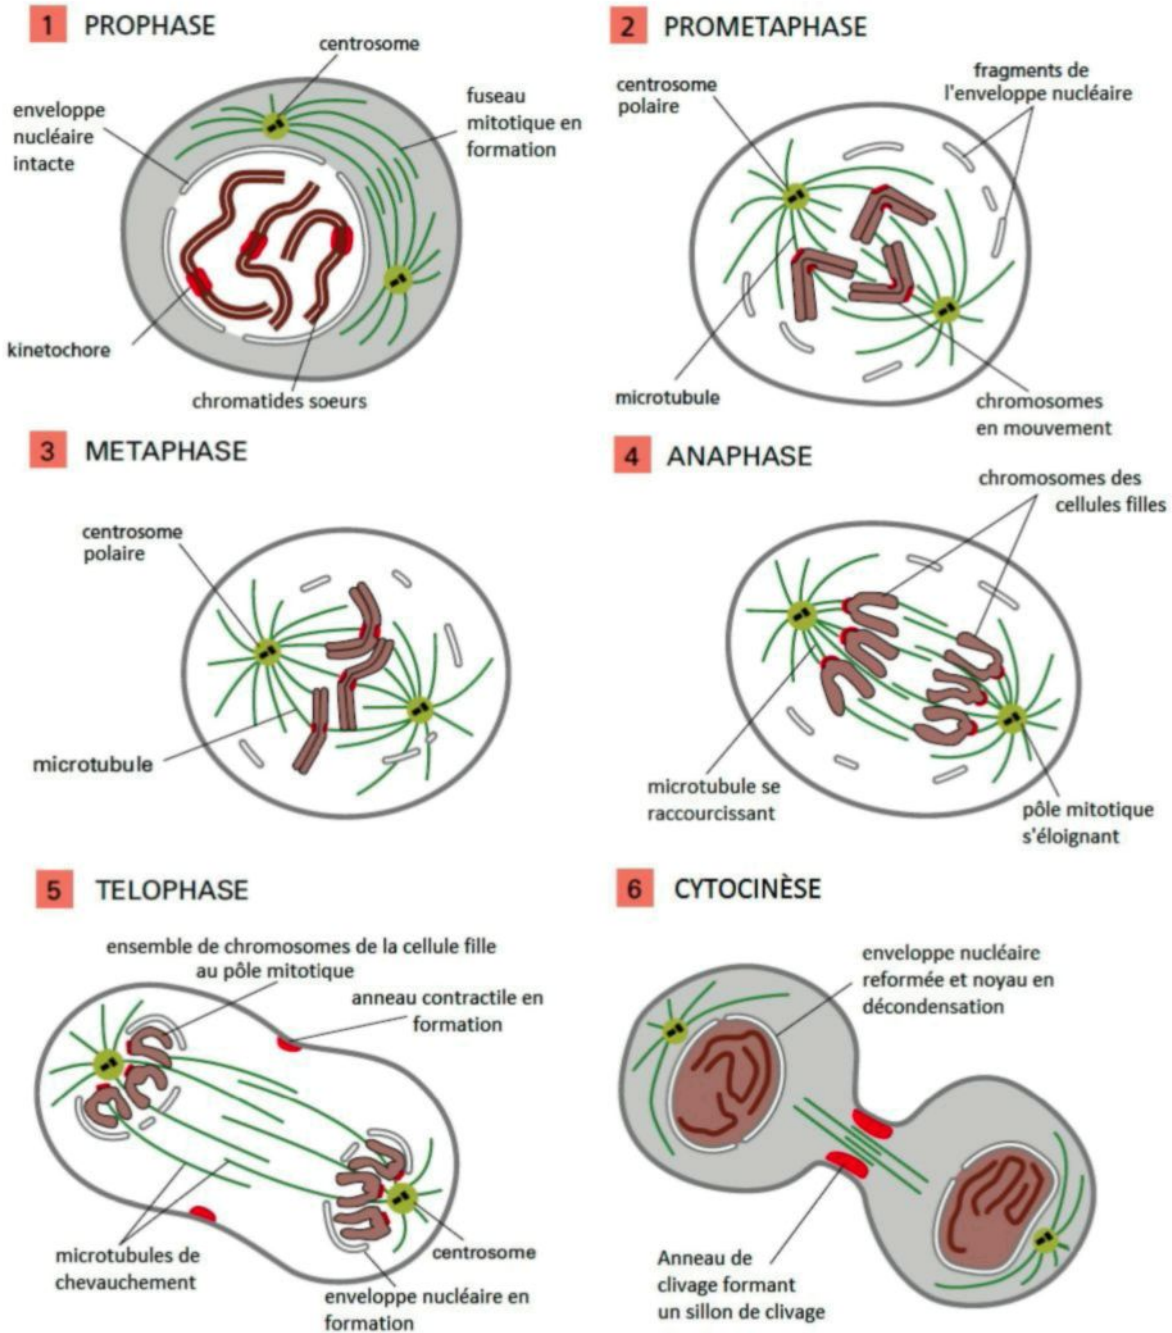 1 PROPHASE
centrosome
enveloppe
nucléaire
intacte
fuseau
mitotique en
formation
kinetochore
chromatides soeurs
2 PROMETAPHASE
centrosome
polaire
fragments de
l'enveloppe nucléaire
microtubule
chromosomes
en mouvement
3 METAPHASE
centrosome
polaire
microtubule
4 ANAPHASE
chromosomes des
cellules filles
microtubule se
raccourcissant
pôle mitotique
s'éloignant
5 TELOPHASE
ensemble de chromosomes de la cellule fille
au pôle mitotique
anneau contractile en
formation
microtubules de
chevauchement
centrosome
enveloppe nucléaire en
formation
6 CYTOCINÈSE
enveloppe nucléaire
reformée et noyau en
décondensation
Anneau de
clivage formant
un sillon de clivage